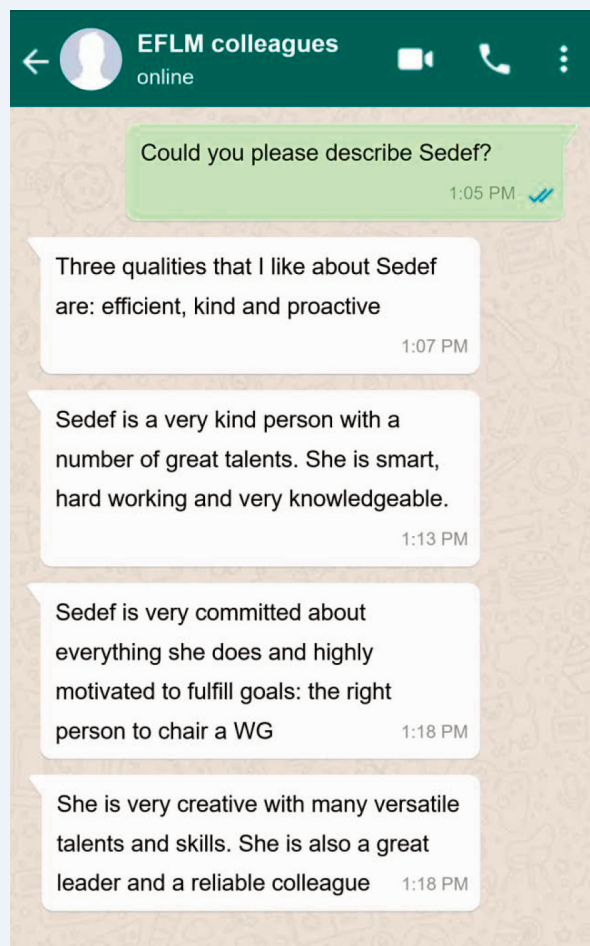 EFLM colleagues
online
Could you please describe Sedef?
1:05 PM
Three qualities that I like about Sedef
are: efficient, kind and proactive
1:07 PM
Sedef is a very kind person with a
number of great talents. She is smart,
hard working and very knowledgeable.
1:13 PM
Sedef is very committed about
everything she does and highly
motivated to fulfill goals: the right
person to chair a WG 1:18 PM
She is very creative with many versatile
talents and skills. She is also a great
leader and a reliable colleague 1:18 PM